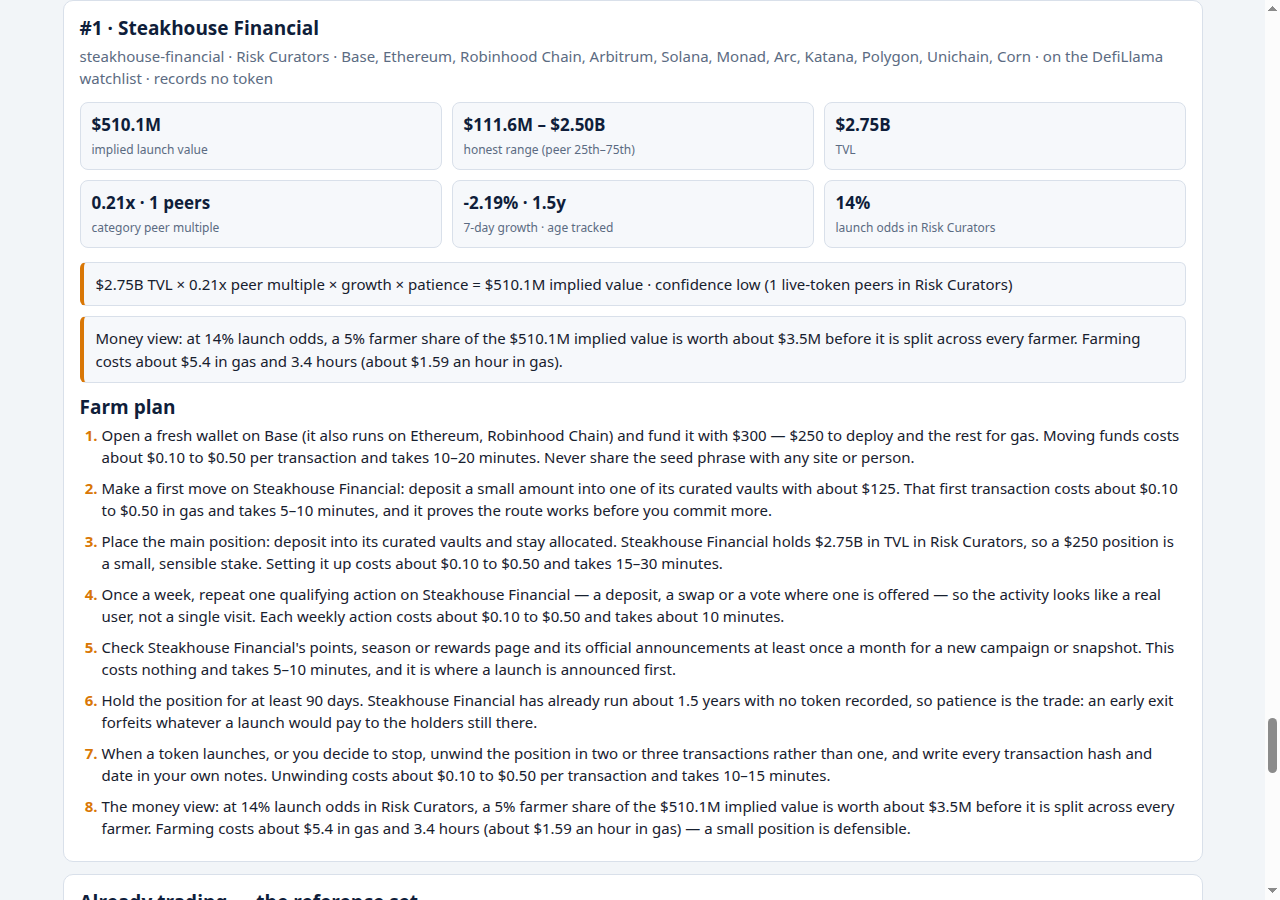 #1 · Steakhouse Financial
steakhouse-financial · Risk Curators · Base, Ethereum, Robinhood Chain, Arbitrum, Solana, Monad, Arc, Katana, Polygon, Unichain, Corn · on the DefiLlama
watchlist · records no token
$510.1M
implied launch value
$111.6M – $2.50B
honest range (peer 25th–75th)
$2.75B
TVL
0.21x · 1 peers
category peer multiple
-2.19% · 1.5y
7-day growth · age tracked
14%
launch odds in Risk Curators
$2.75B TVL × 0.21x peer multiple × growth × patience = $510.1M implied value · confidence low (1 live-token peers in Risk Curators)
Money view: at 14% launch odds, a 5% farmer share of the $510.1M implied value is worth about $3.5M before it is split across every farmer. Farming
costs about $5.4 in gas and 3.4 hours (about $1.59 an hour in gas).
Farm plan
1. Open a fresh wallet on Base (it also runs on Ethereum, Robinhood Chain) and fund it with $300 — $250 to deploy and the rest for gas. Moving funds costs
about $0.10 to $0.50 per transaction and takes 10–20 minutes. Never share the seed phrase with any site or person.
2. Make a first move on Steakhouse Financial: deposit a small amount into one of its curated vaults with about $125. That first transaction costs about $0.10
to $0.50 in gas and takes 5–10 minutes, and it proves the route works before you commit more.
3. Place the main position: deposit into its curated vaults and stay allocated. Steakhouse Financial holds $2.75B in TVL in Risk Curators, so a $250 position is
a small, sensible stake. Setting it up costs about $0.10 to $0.50 and takes 15–30 minutes.
4. Once a week, repeat one qualifying action on Steakhouse Financial — a deposit, a swap or a vote where one is offered — so the activity looks like a real
user, not a single visit. Each weekly action costs about $0.10 to $0.50 and takes about 10 minutes.
5. Check Steakhouse Financial's points, season or rewards page and its official announcements at least once a month for a new campaign or snapshot. This
costs nothing and takes 5–10 minutes, and it is where a launch is announced first.
6. Hold the position for at least 90 days. Steakhouse Financial has already run about 1.5 years with no token recorded, so patience is the trade: an early exit
forfeits whatever a launch would pay to the holders still there.
7. When a token launches, or you decide to stop, unwind the position in two or three transactions rather than one, and write every transaction hash and
date in your own notes. Unwinding costs about $0.10 to $0.50 per transaction and takes 10–15 minutes.
8. The money view: at 14% launch odds in Risk Curators, a 5% farmer share of the $510.1M implied value is worth about $3.5M before it is split across every
farmer. Farming costs about $5.4 in gas and 3.4 hours (about $1.59 an hour in gas) — a small position is defensible.
Already trading — the reference set